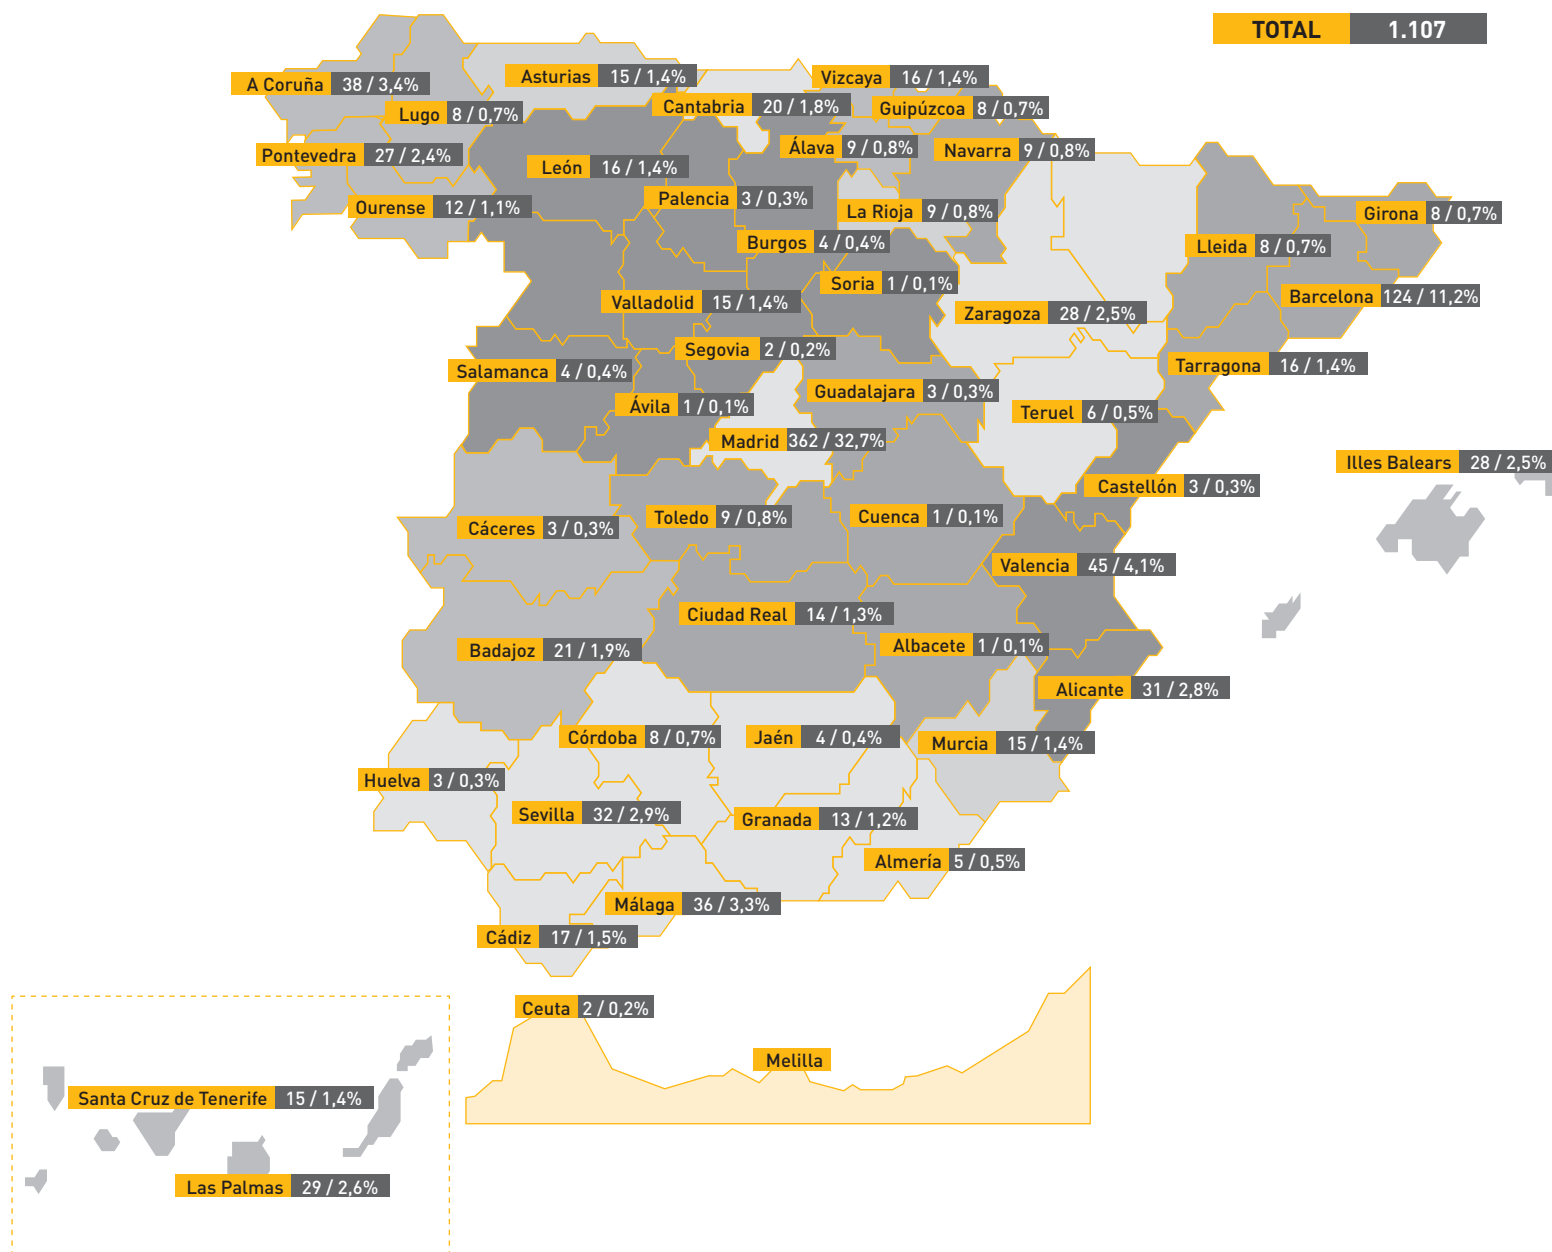 TOTAL 1.107
A Coruña 38 / 3,4%
Asturias 15 / 1,4%
Vizcaya 16 / 1,4%
Lugo 8 / 0,7%
Cantabria 20 / 1,8%
Guipúzcoa 8 / 0,7%
Pontevedra 27 / 2,4%
León 16 / 1,4%
Álava 9 / 0,8%
Navarra 9 / 0,8%
Ourense 12 / 1,1%
Palencia 3 / 0,3%
La Rioja 9 / 0,8%
Girona 8 / 0,7%
Burgos 4 / 0,4%
Lleida 8 / 0,7%
Soria 1 / 0,1%
Valladolid 15 / 1,4%
Barcelona 124 / 11,2%
Zaragoza 28 / 2,5%
Segovia 2 / 0,2%
Salamanca 4 / 0,4%
Tarragona 16 / 1,4%
Guadalajara 3 / 0,3%
Ávila 1 / 0,1%
Teruel 6 / 0,5%
Madrid 362 / 32,7%
Illes Balears 28 / 2,5%
Castellón 3 / 0,3%
Cáceres 3 / 0,3%
Toledo 9 / 0,8%
Cuenca 1 / 0,1%
Valencia 45 / 4,1%
Ciudad Real 14 / 1,3%
Badajoz 21 / 1,9%
Albacete 1 / 0,1%
Alicante 31 / 2,8%
Córdoba 8 / 0,7%
Jaén 4 / 0,4%
Murcia 15 / 1,4%
Huelva 3 / 0,3%
Sevilla 32 / 2,9%
Granada 13 / 1,2%
Almería 5 / 0,5%
Málaga 36 / 3,3%
Cádiz 17 / 1,5%
Ceuta 2 / 0,2%
Melilla
Santa Cruz de Tenerife 15 / 1,4%
Las Palmas 29 / 2,6%